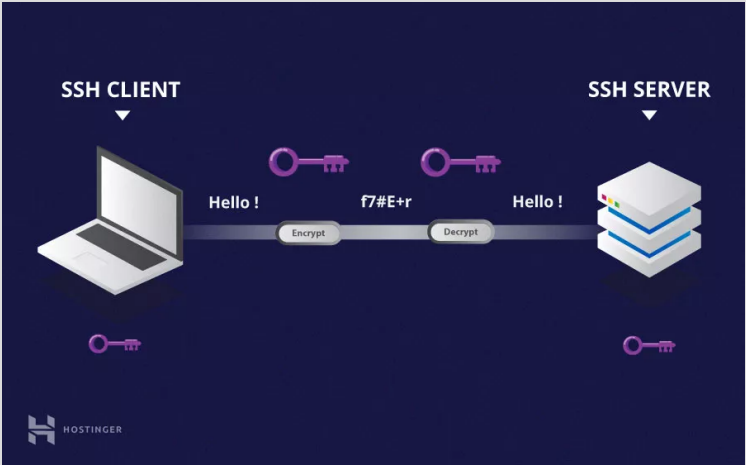 SSH CLIENT
SSH SERVER
Hello !
f7#E+r
Hello !
Encrypt
Decrypt
HOSTINGER